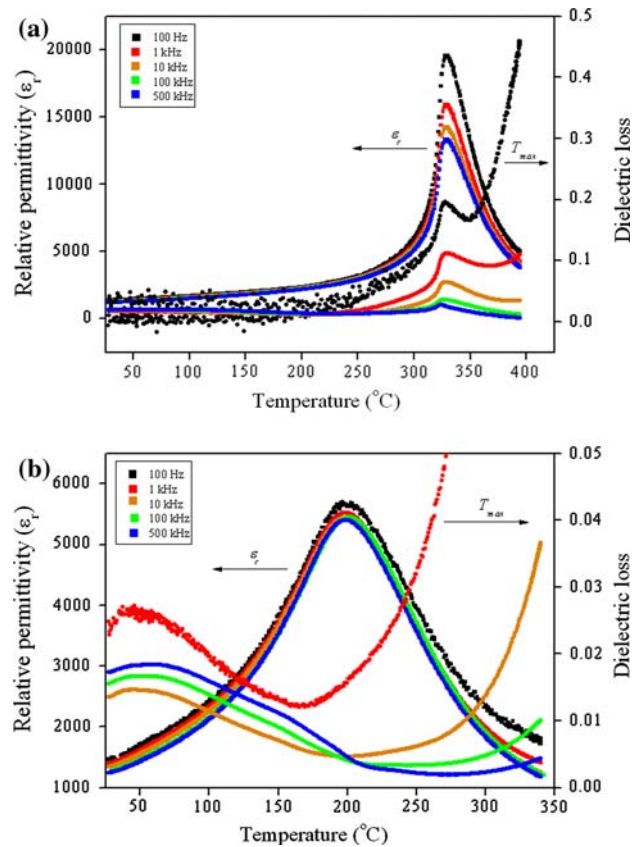 (a)
20000
15000
10000
5000
0
Relative permittivity (εr)
100 Hz
1 kHz
10 kHz
100 kHz
500 kHz
εr
Tmax
0.5
0.4
0.3
0.2
0.1
0.0
Dielectric loss
50 100 150 200 250 300 350 400
Temperature (°C)
(b)
6000
5000
4000
3000
2000
1000
Relative permittivity (εr)
100 Hz
1 kHz
10 kHz
100 kHz
500 kHz
εr
Tmax
0.05
0.04
0.03
0.02
0.01
0.00
Dielectric loss
50 100 150 200 250 300 350
Temperature (°C)